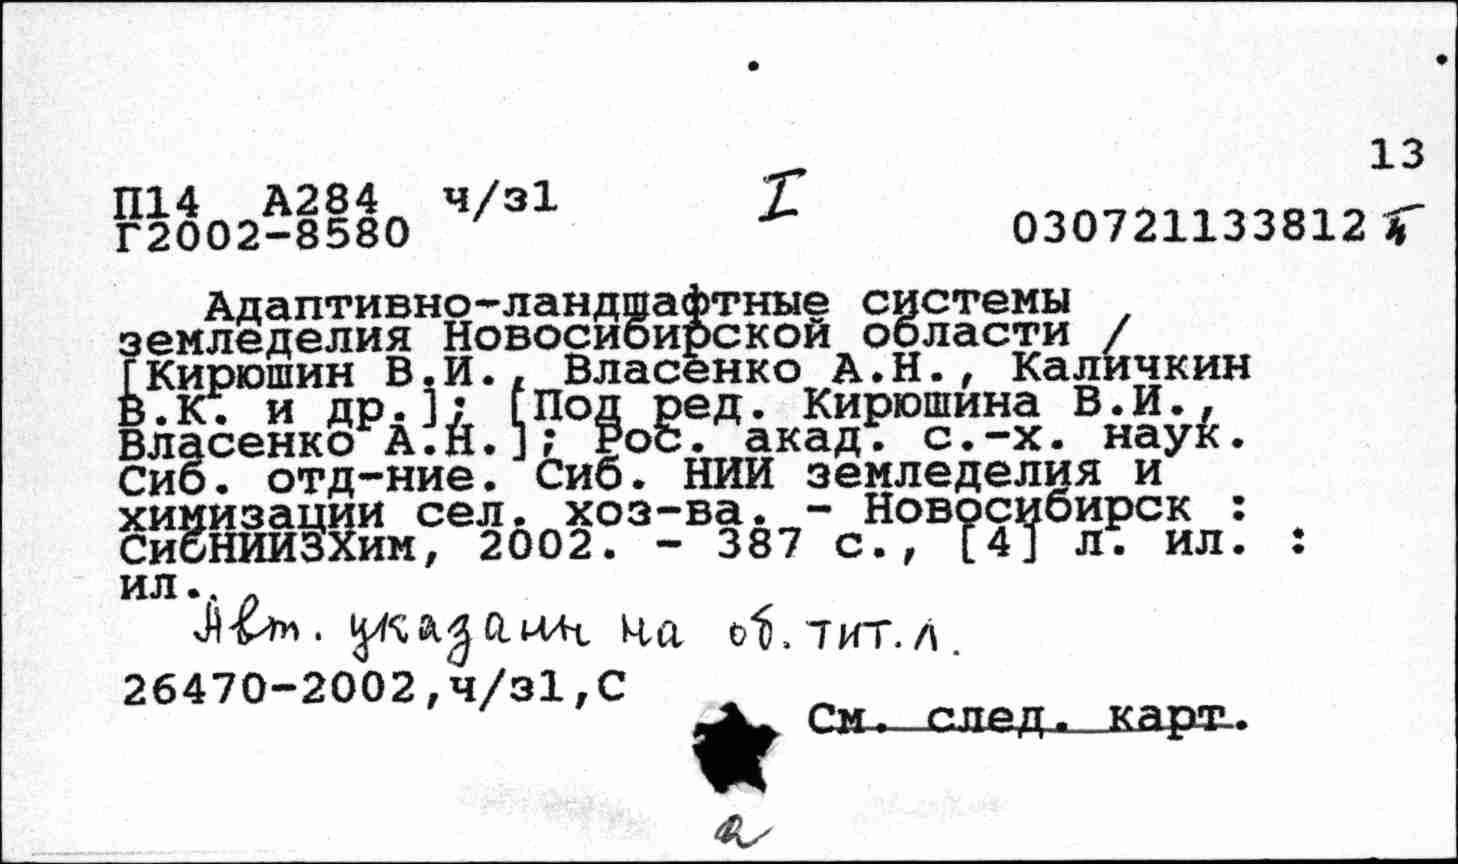 13
П14 А284 ч/з1 I
Г2002-8580 030721133812
Адаптивно-ландшафтные системы
земледелия Новосибирской области /
[Кирюшин В.И., Власенко А.Н., Каличкин
В.К. и др.]; [Под ред. Кирюшина В.И.,
Власенко А.Н.]; Рос. акад. с.-х. наук.
Сиб. отд-ние. Сиб. НИИ земледелия и
химизации сел. хоз-ва. - Новосибирск :
СибНИИЗХим, 2002. - 387 с., [4] л. ил. :
ил..
Авт. указаны на об. тит. л.
26470-2002,ч/з1,С
См. след. карт.
а